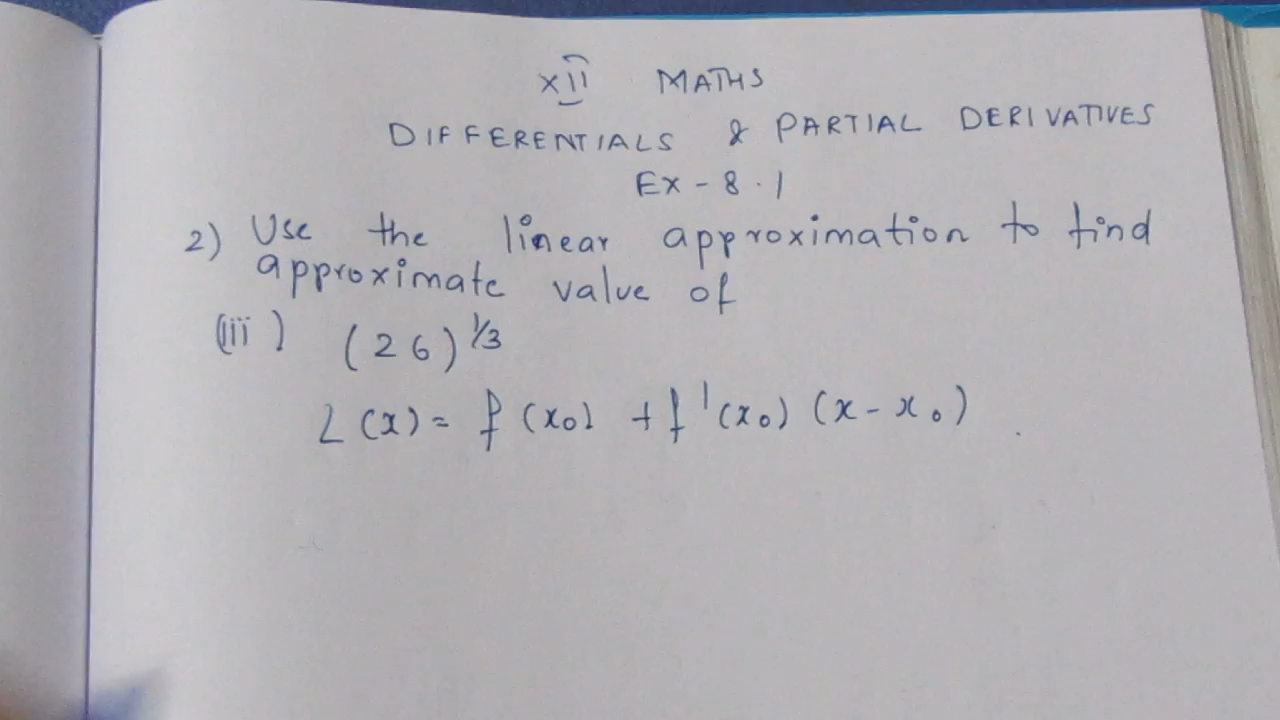 XII MATHS
DIFFERENTIALS & PARTIAL DERIVATIVES
Ex - 8.1
2) Use the linear approximation to find
approximate value of
(iii) (26)^1/3
L(x) = f(x₀) + f'(x₀) (x - x₀)